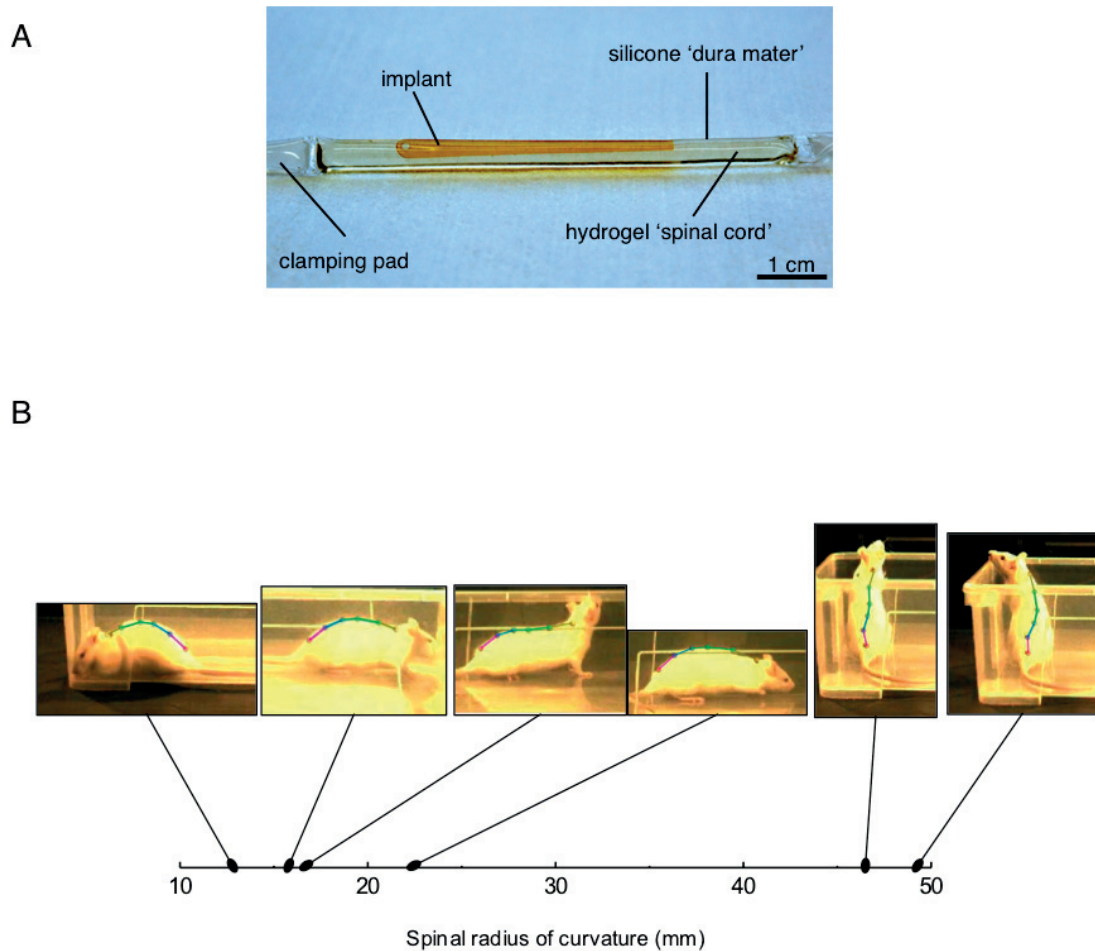 A
silicone ‘dura mater’
implant
hydrogel ‘spinal cord’
clamping pad
1 cm
B
10 20 30 40 50
Spinal radius of curvature (mm)